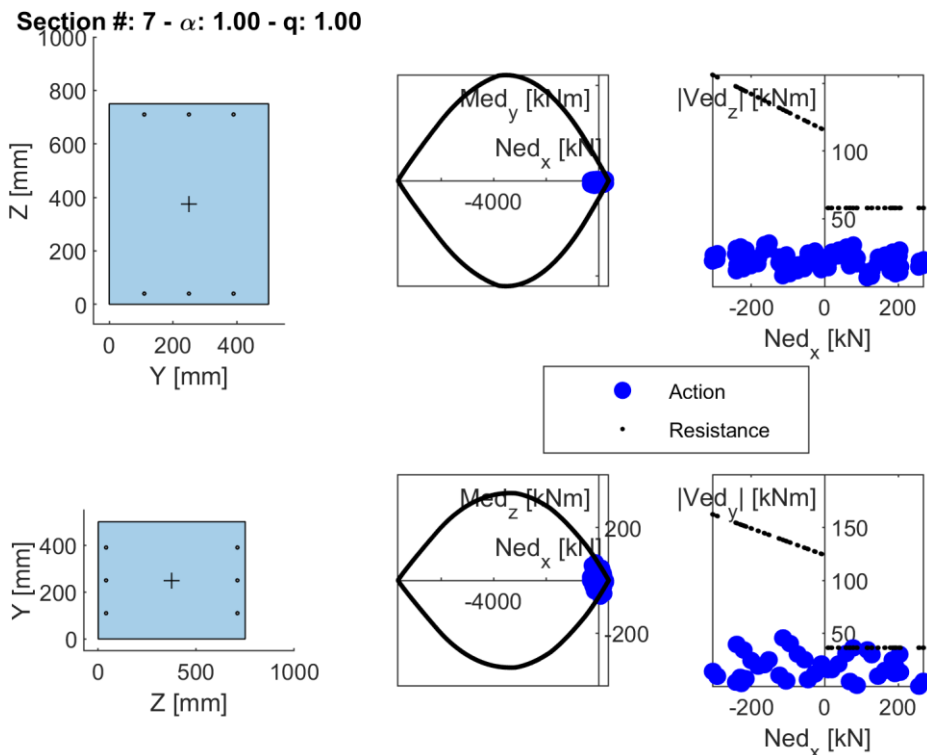 Section #: 7 - α: 1.00 - q: 1.00
1000
800
600
400
200
0
Z [mm]
0 200 400
Y [mm]
Med_y [kNm]
Ned_x [kN]
-4000
|Ved_z| [kNm]
100
50
-200 0 200
Ned_x [kN]
Action
Resistance
400
200
0
Y [mm]
0 500 1000
Z [mm]
Med_z [kNm]
200
Ned_x [kN]
-4000
-200
|Ved_y| [kNm]
150
100
50
-200 0 200
Ned_x [kN]